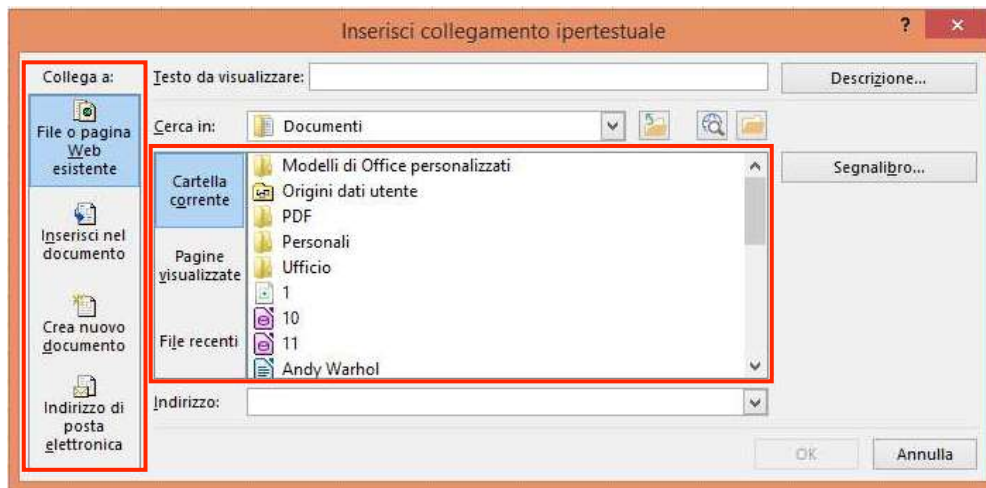 Inserisci collegamento ipertestuale
?
Collega a:
Testo da visualizzare:
Descrizione...
File o pagina
Web
esistente
Cerca in:
Documenti
Cartella
corrente
Modelli di Office personalizzati
Segnalibro...
Origini dati utente
PDF
Inserisci nel
documento
Pagine
visualizzate
Personali
Ufficio
1
Crea nuovo
documento
File recenti
10
11
Andy Warhol
Indirizzo di
posta
elettronica
Indirizzo:
OK
Annulla